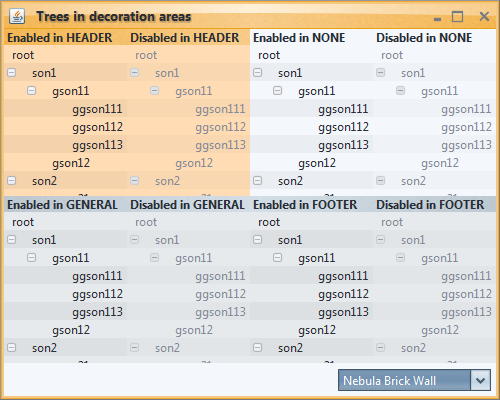 Trees in decoration areas
Enabled in HEADER Disabled in HEADER Enabled in NONE Disabled in NONE
root root root root
son1 son1 son1 son1
gson11 gson11 gson11 gson11
ggson111 ggson111 ggson111 ggson111
ggson112 ggson112 ggson112 ggson112
ggson113 ggson113 ggson113 ggson113
gson12 gson12 gson12 gson12
son2 son2 son2 son2
Enabled in GENERAL Disabled in GENERAL Enabled in FOOTER Disabled in FOOTER
root root root root
son1 son1 son1 son1
gson11 gson11 gson11 gson11
ggson111 ggson111 ggson111 ggson111
ggson112 ggson112 ggson112 ggson112
ggson113 ggson113 ggson113 ggson113
gson12 gson12 gson12 gson12
son2 son2 son2 son2
Nebula Brick Wall